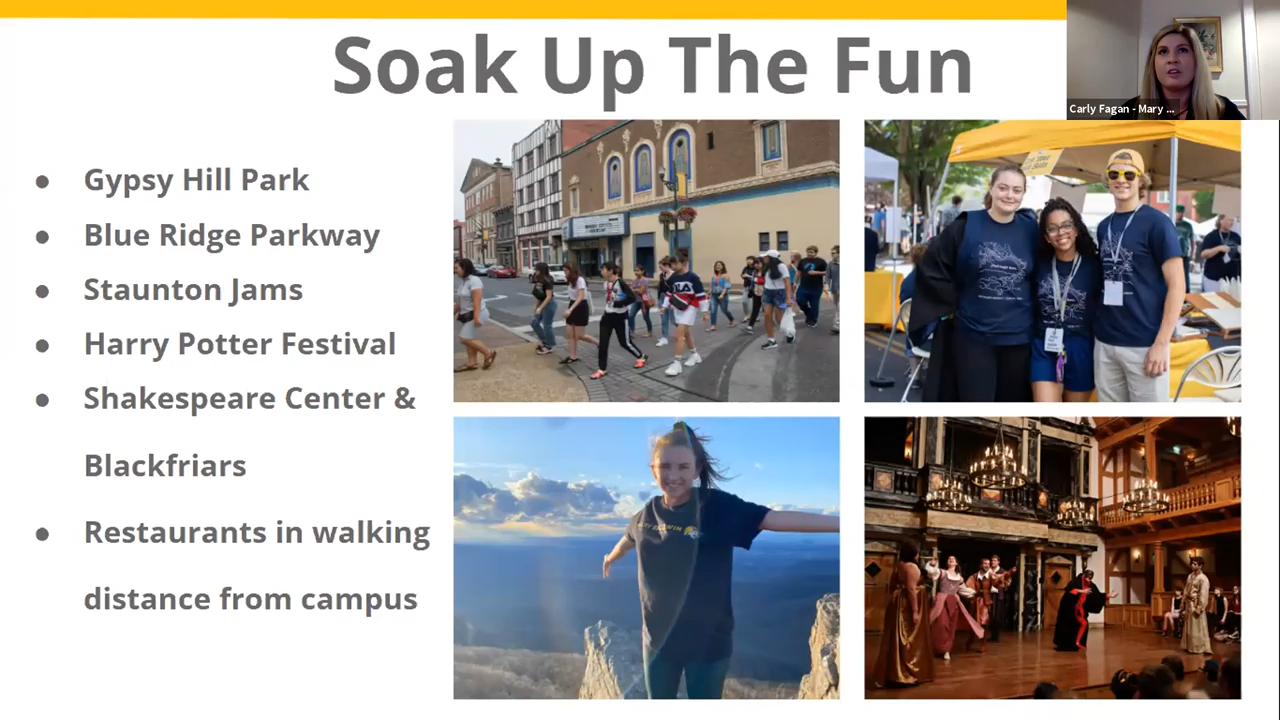 Soak Up The Fun
Carly Fagan - Mary ...
Gypsy Hill Park
Blue Ridge Parkway
Staunton Jams
Harry Potter Festival
Shakespeare Center &
Blackfriars
Restaurants in walking
distance from campus